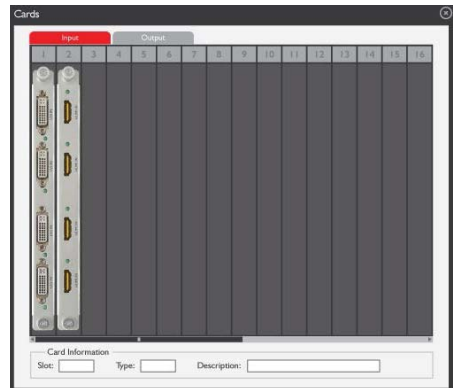 Cards
Input Output
1 2 3 4 5 6 7 8 9 10 11 12 13 14 15 16
Card Information
Slot: Type: Description: